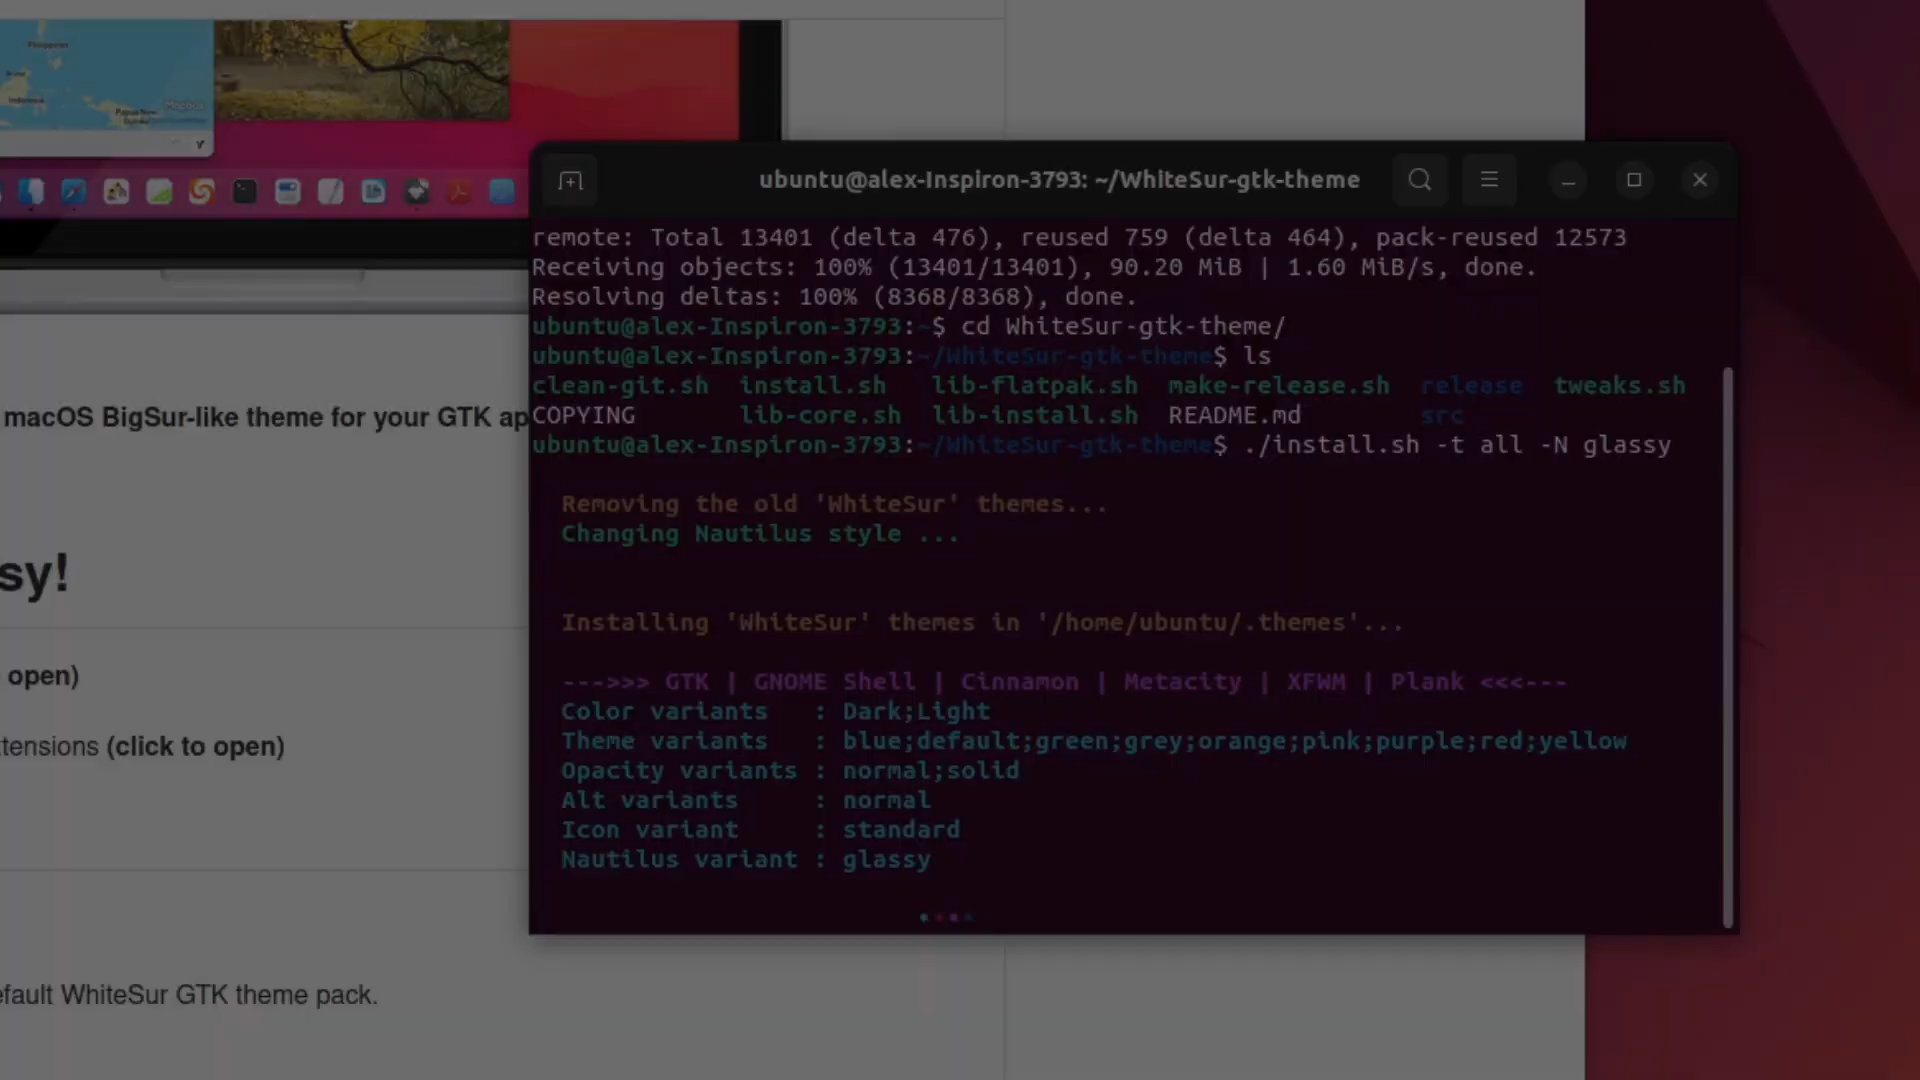 Philippines
Indonesia
Papua New
Guinea
Mapbox
ubuntu@alex-Inspiron-3793: ~/WhiteSur-gtk-theme
remote: Total 13401 (delta 476), reused 759 (delta 464), pack-reused 12573
Receiving objects: 100% (13401/13401), 90.20 MiB | 1.60 MiB/s, done.
Resolving deltas: 100% (8368/8368), done.
ubuntu@alex-Inspiron-3793:~$ cd WhiteSur-gtk-theme/
ubuntu@alex-Inspiron-3793:~/WhiteSur-gtk-theme$ ls
clean-git.sh install.sh lib-flatpak.sh make-release.sh release tweaks.sh
COPYING lib-core.sh lib-install.sh README.md src
ubuntu@alex-Inspiron-3793:~/WhiteSur-gtk-theme$ ./install.sh -t all -N glassy
Removing the old 'WhiteSur' themes...
Changing Nautilus style ...
Installing 'WhiteSur' themes in '/home/ubuntu/.themes'...
--->>> GTK | GNOME Shell | Cinnamon | Metacity | XFWM | Plank <<<---
Color variants : Dark;Light
Theme variants : blue;default;green;grey;orange;pink;purple;red;yellow
Opacity variants : normal;solid
Alt variants : normal
Icon variant : standard
Nautilus variant : glassy
macOS BigSur-like theme for your GTK ap
sy!
open)
tensions (click to open)
efault WhiteSur GTK theme pack.